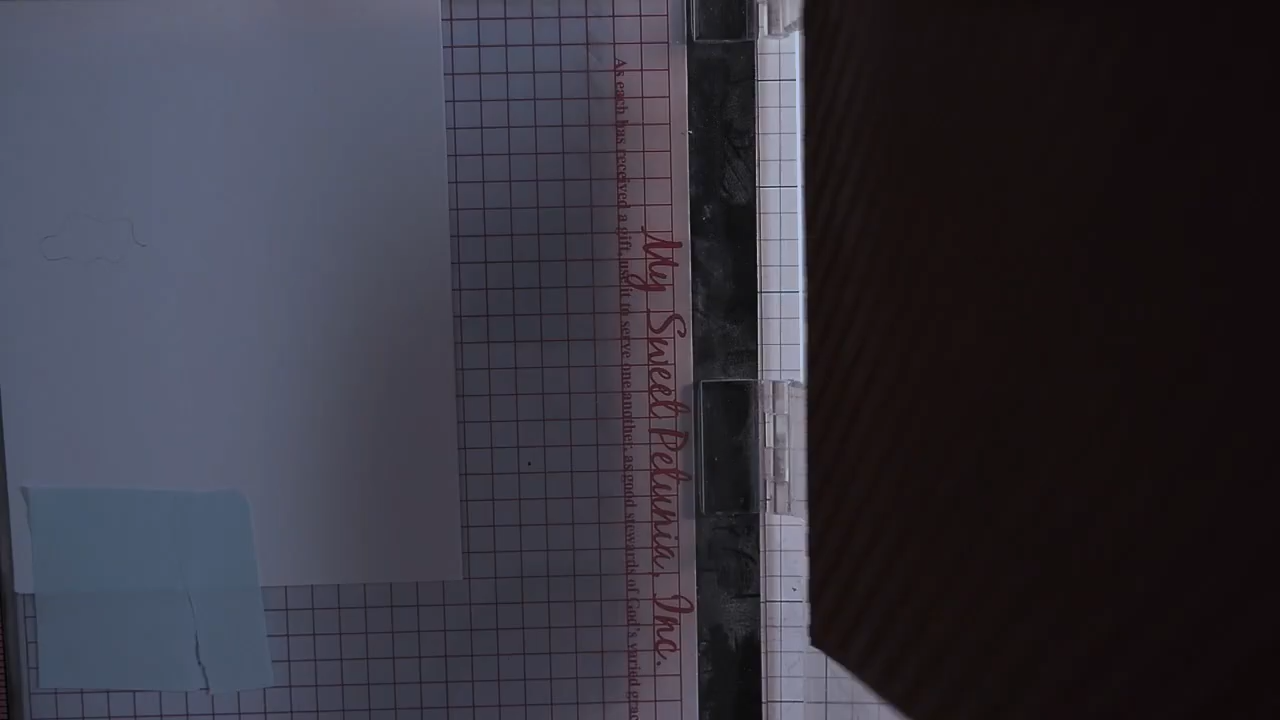 As each has received a gift, use it to serve one another, as good stewards of God's varied grac
My Sweet Petunia, Inc.